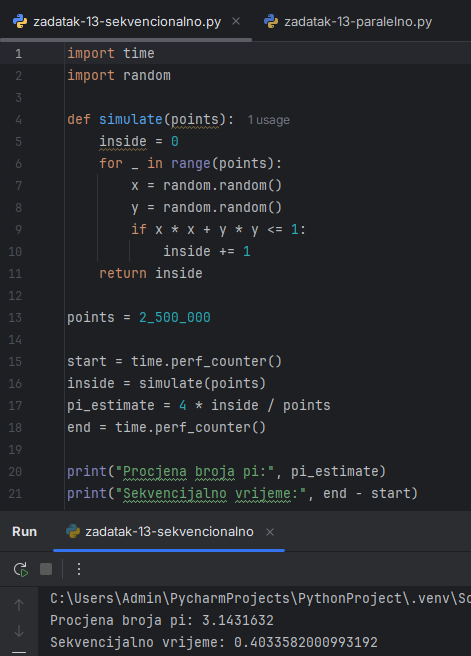 zadatak-13-sekvencionalno.py × zadatak-13-paralelno.py
1 import time
2 import random
3
4 def simulate(points): 1 usage
5 inside = 0
6 for _ in range(points):
7 x = random.random()
8 y = random.random()
9 if x * x + y * y <= 1:
10 inside += 1
11 return inside
12
13 points = 2_500_000
14
15 start = time.perf_counter()
16 inside = simulate(points)
17 pi_estimate = 4 * inside / points
18 end = time.perf_counter()
19
20 print("Procjena broja pi:", pi_estimate)
21 print("Sekvencijalno vrijeme:", end - start)
Run zadatak-13-sekvencionalno ×
C:\Users\Admin\PycharmProjects\PythonProject\.venv\Sc
Procjena broja pi: 3.1431632
Sekvencijalno vrijeme: 0.4033582000993192